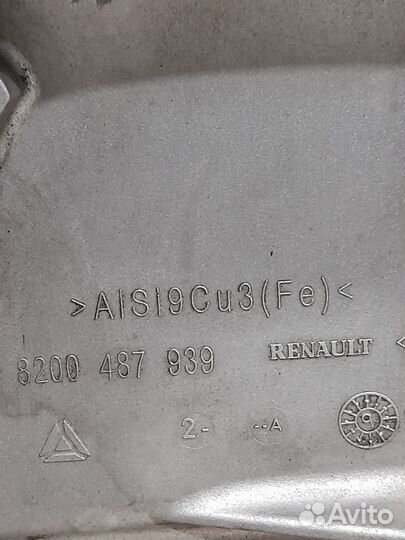 >AlSI9Cu3(Fe)<
8200 487 939 RENAULT <
2- --A
Avito